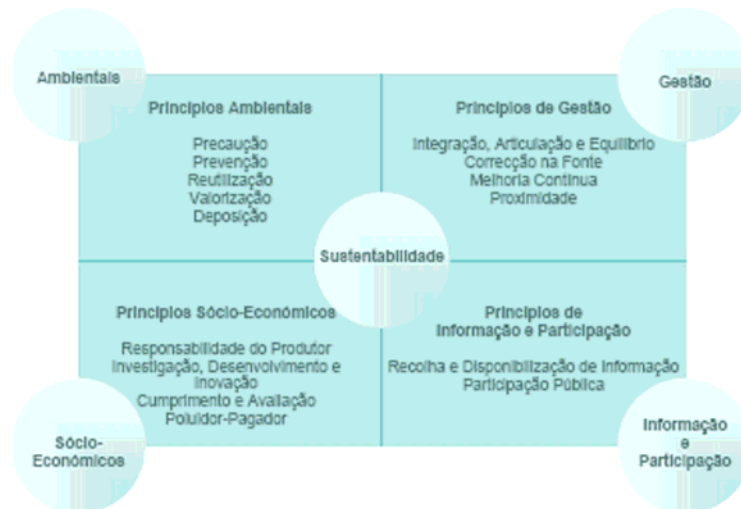 Ambientais
Gestão
Princípios Ambientais
Precaução
Prevenção
Reutilização
Valorização
Deposição
Princípios de Gestão
Integração, Articulação e Equilíbrio
Correcção na Fonte
Melhoria Contínua
Proximidade
Sustentabilidade
Princípios Sócio-Económicos
Responsabilidade do Produtor
Investigação, Desenvolvimento e
Inovação
Cumprimento e Avaliação
Poluidor-Pagador
Princípios de
Informação e Participação
Recolha e Disponibilização de Informação
Participação Pública
Sócio-
Económicos
Informação
e
Participação